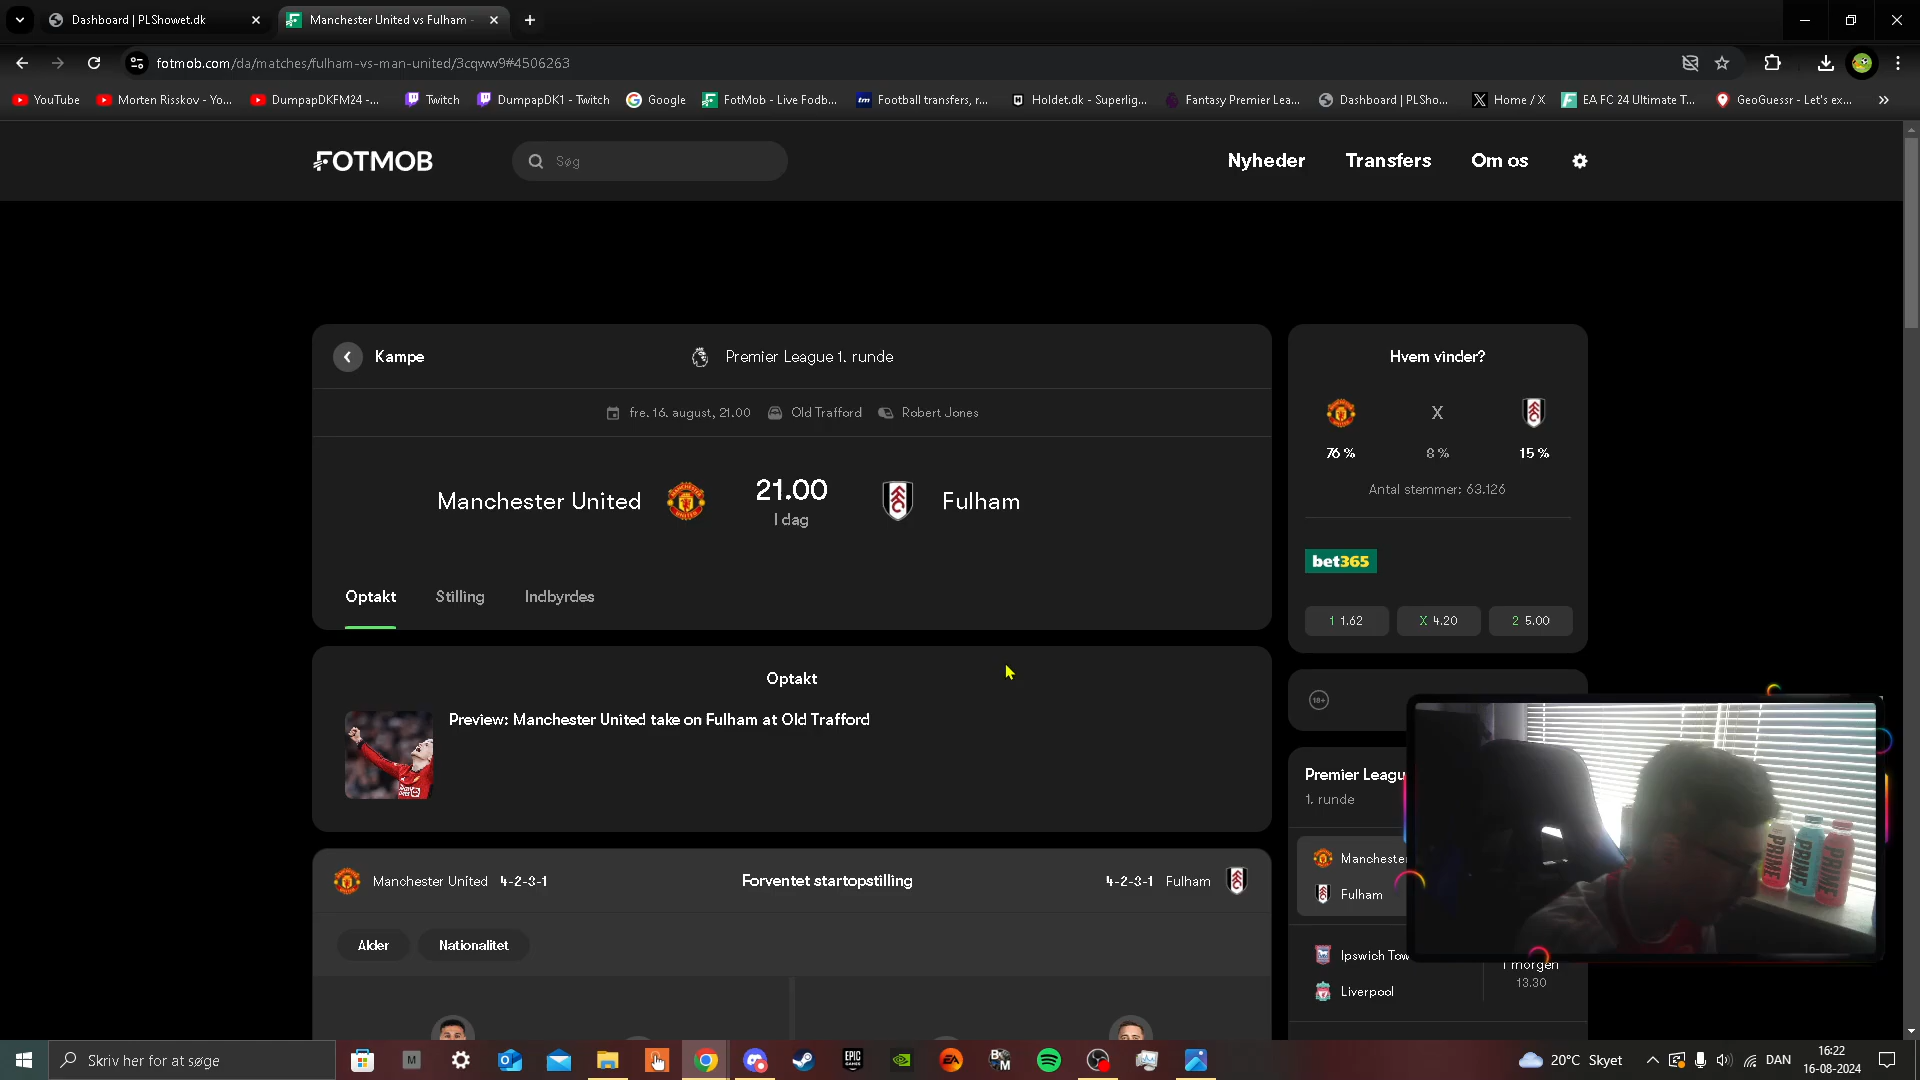 Dashboard | PLShowet.dk
Manchester United vs Fulham -
fotmob.com/da/matches/fulham-vs-man-united/3cqww9#4506263
YouTube
Morten Risskov - Yo...
DumpapDKFM24 -...
Twitch
DumpapDK1 - Twitch
Google
FotMob - Live Fodb...
tm
Football transfers, r...
Holdet.dk - Superlig...
Fantasy Premier Lea...
Dashboard | PLSho...
Home / X
EA FC 24 Ultimate T...
GeoGuessr - Let's ex...
FOTMOB
Søg
Nyheder
Transfers
Om os
Kampe
Premier League 1. runde
fre. 16. august, 21.00
Old Trafford
Robert Jones
Manchester United
21.00
I dag
Fulham
Optakt
Stilling
Indbyrdes
Hvem vinder?
X
76 %
8 %
15 %
Antal stemmer: 63.126
bet365
1 1.62
X 4.20
2 5.00
18+
Optakt
Preview: Manchester United take on Fulham at Old Trafford
Manchester United 4-2-3-1
Forventet startopstilling
4-2-3-1 Fulham
Alder
Nationalitet
Premier Leagu
1. runde
Manchester
Fulham
Ipswich Tow
Liverpool
I morgen
13.30
PRIME
PRIME
PRIME
Skriv her for at søge
EPIC GAMES
EA
20°C Skyet
DAN
16:22
16-08-2024